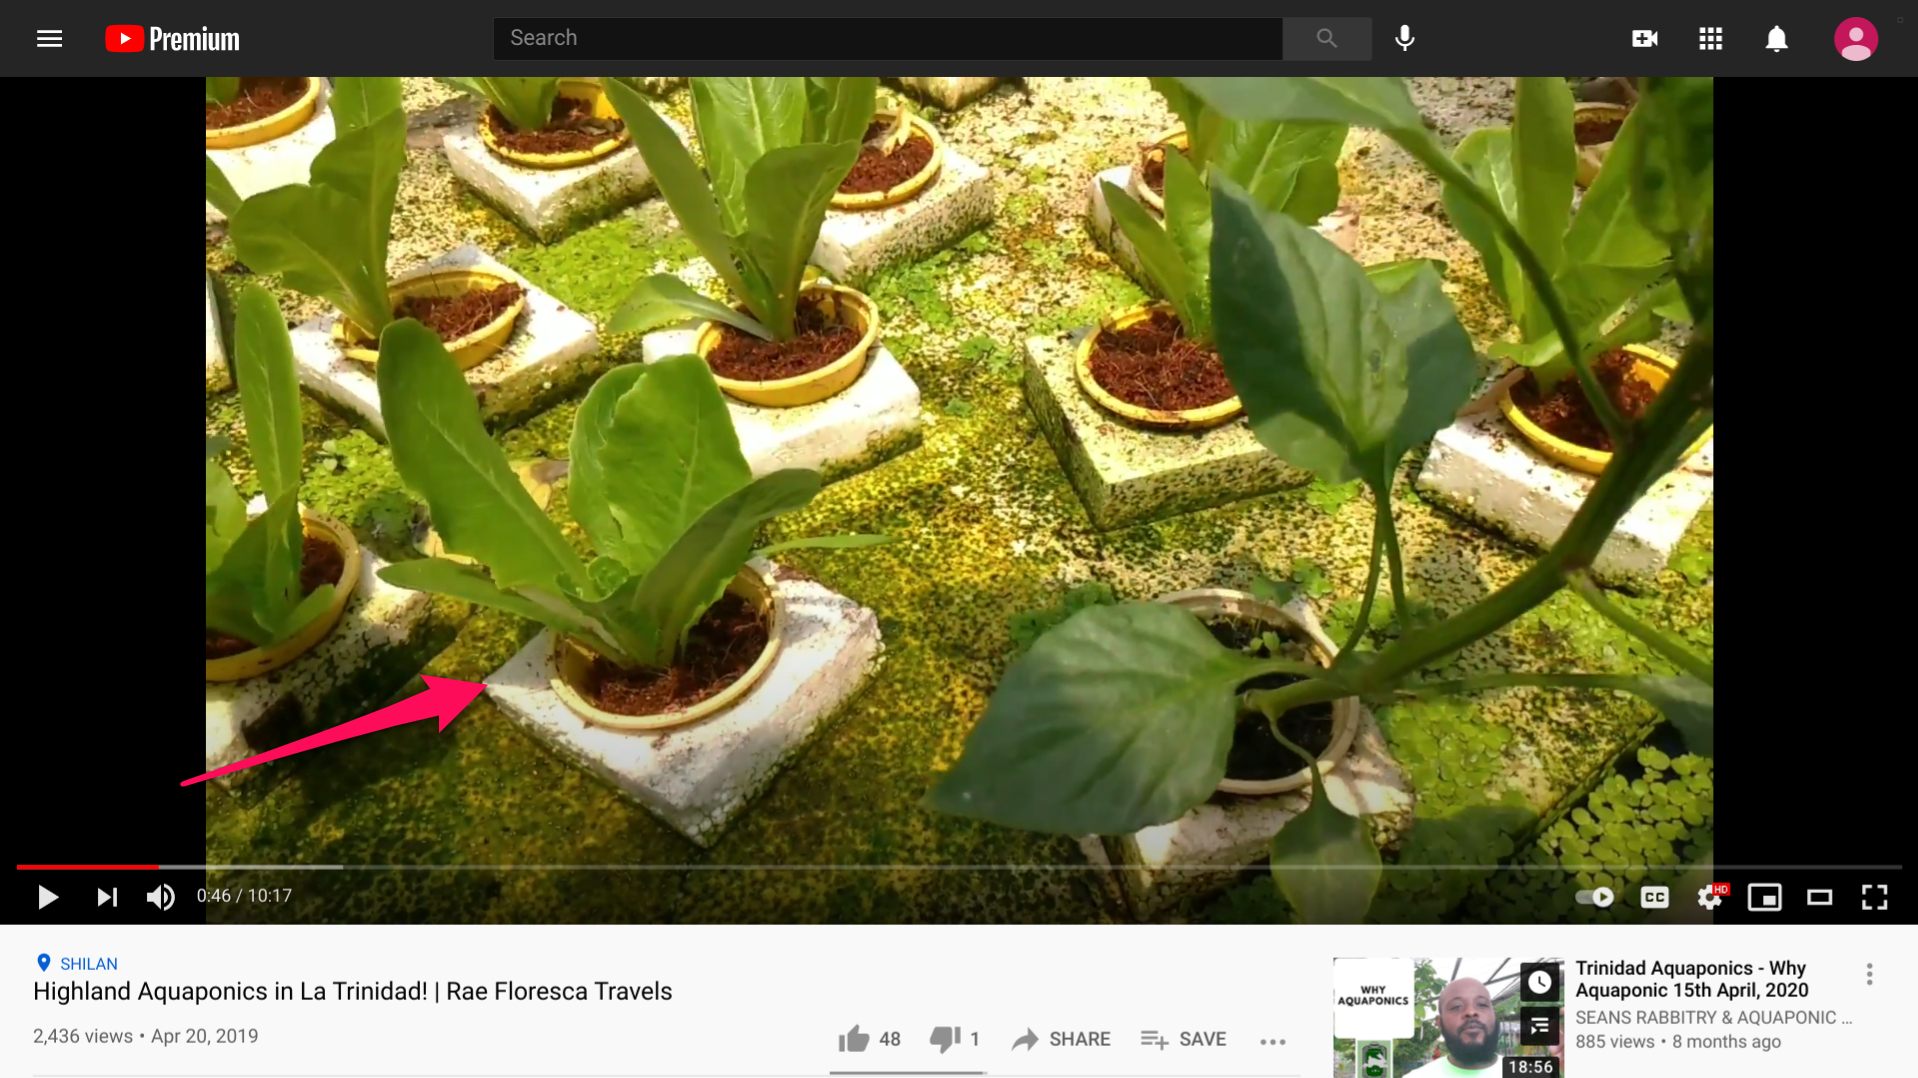 Premium
Search
0:46 / 10:17
HD
CC
SHILAN
Highland Aquaponics in La Trinidad! | Rae Floresca Travels
2,436 views • Apr 20, 2019
48
1
SHARE
SAVE
WHY
AQUAPONICS
18:56
Trinidad Aquaponics - Why
Aquaponic 15th April, 2020
SEANS RABBITRY & AQUAPONIC ...
885 views • 8 months ago